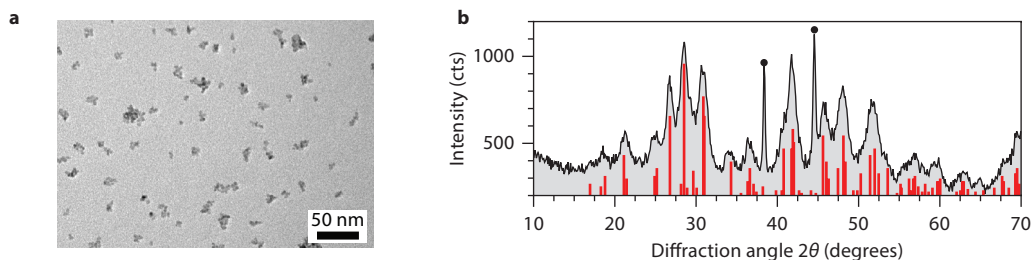 a
50 nm
b
Intensity (cts)
1000
500
10 20 30 40 50 60 70
Diffraction angle 2θ (degrees)